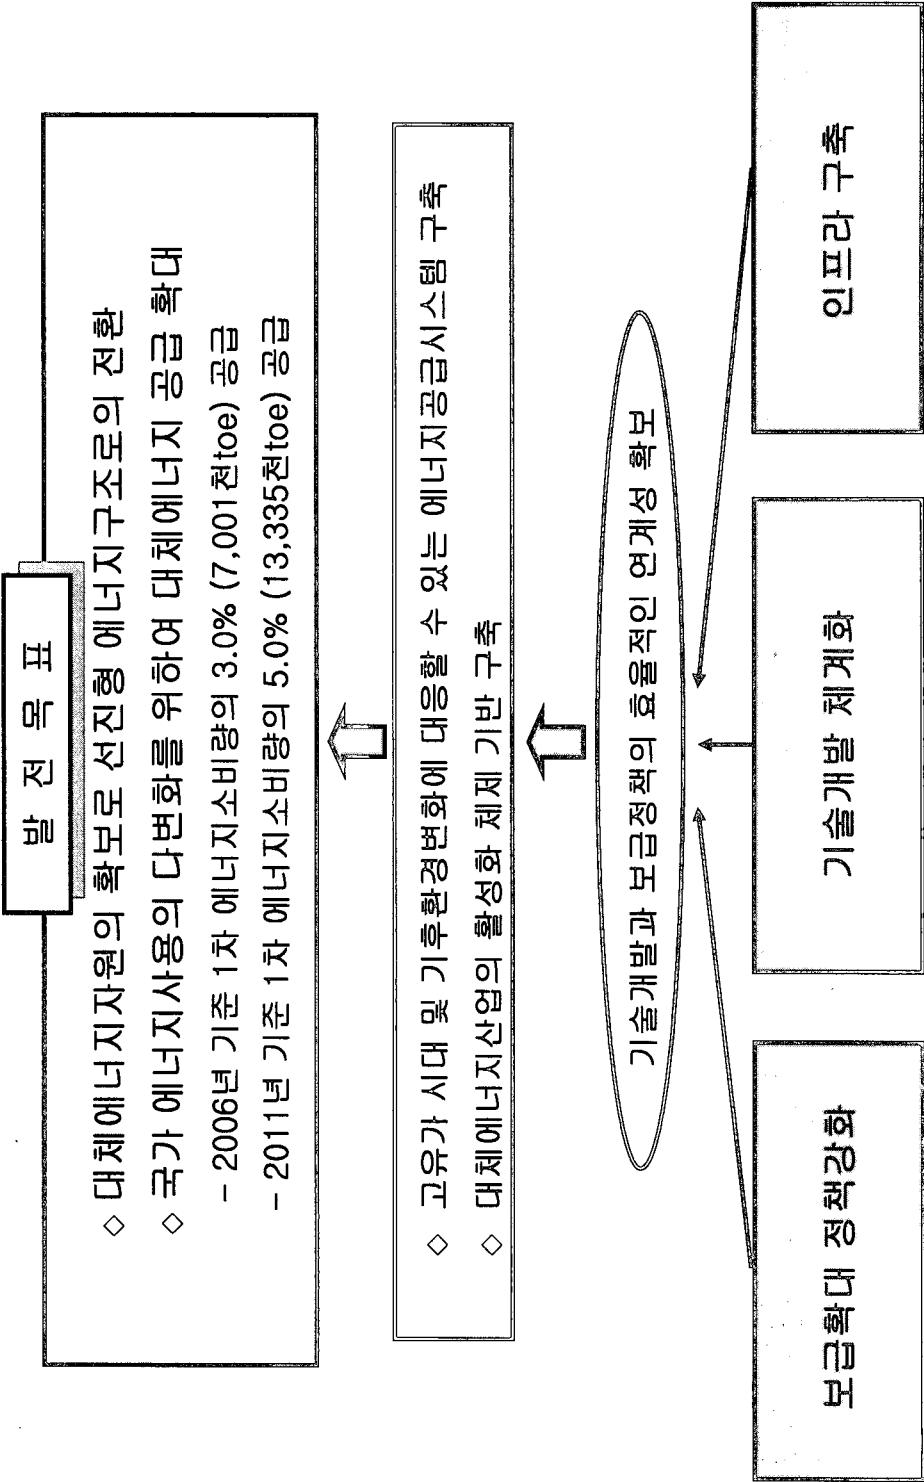 발 전 목 표
◇ 대체에너지자원의 확보로 선진형 에너지구조로의 전환
◇ 국가 에너지사용의 다변화를 위하여 대체에너지 공급 확대
- 2006년 기준 1차 에너지소비량의 3.0% (7,001천toe) 공급
- 2011년 기준 1차 에너지소비량의 5.0% (13,335천toe) 공급
◇ 고유가 시대 및 기후환경변화에 대응할 수 있는 에너지공급시스템 구축
◇ 대체에너지산업의 활성화 체제 기반 구축
기술개발과 보급정책의 효율적인 연계성 확보
보급확대 정책강화
기술개발 체계화
인프라 구축